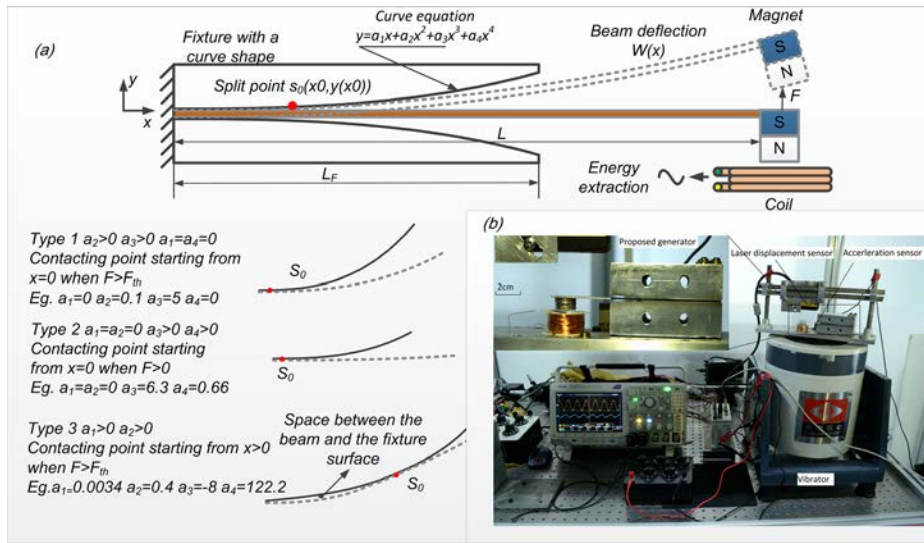 (a)
Curve equation
y=a₁x+a₂x²+a₃x³+a₄x⁴
Fixture with a
curve shape
Beam deflection
W(x)
Magnet
S
N
Split point s₀(x0,y(x0))
F
y
x
S
N
L
L_F
Energy
extraction
Coil
Type 1 a₂>0 a₃>0 a₁=a₄=0
Contacting point starting from
x=0 when F>F_th
Eg. a₁=0 a₂=0.1 a₃=5 a₄=0
S₀
Type 2 a₁=a₂=0 a₃>0 a₄>0
Contacting point starting
from x=0 when F>0
Eg. a₁=a₂=0 a₃=6.3 a₄=0.66
S₀
Type 3 a₁>0 a₂>0
Contacting point starting from x>0
when F>F_th
Eg.a₁=0.0034 a₂=0.4 a₃=-8 a₄=122.2
Space between the
beam and the fixture
surface
S₀
(b)
Proposed generator
Laser displacement sensor
Accerleration sensor
2cm
Vibrator